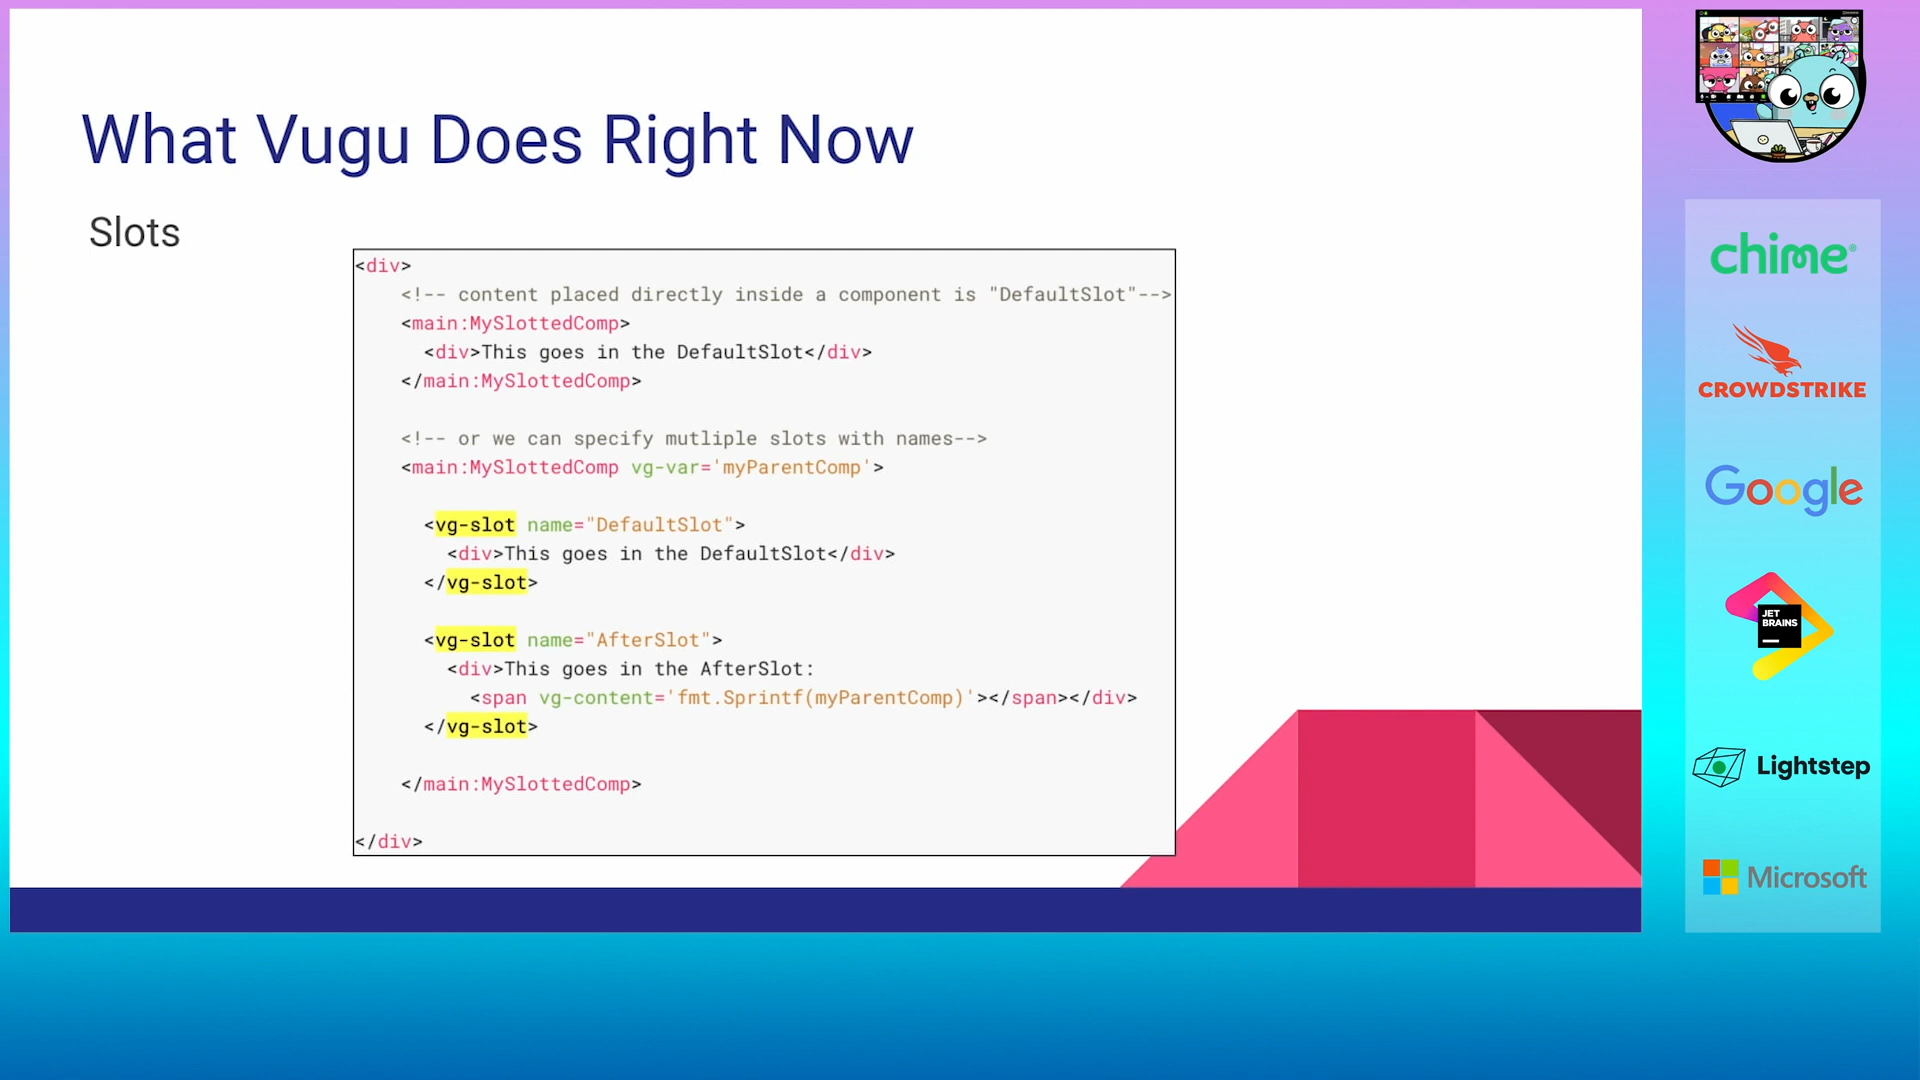 What Vugu Does Right Now
Slots
<div>
<!-- content placed directly inside a component is "DefaultSlot"-->
<main:MySlottedComp>
<div>This goes in the DefaultSlot</div>
</main:MySlottedComp>
<!-- or we can specify mutliple slots with names-->
<main:MySlottedComp vg-var='myParentComp'>
<vg-slot name="DefaultSlot">
<div>This goes in the DefaultSlot</div>
</vg-slot>
<vg-slot name="AfterSlot">
<div>This goes in the AfterSlot:
<span vg-content='fmt.Sprintf(myParentComp)'></span></div>
</vg-slot>
</main:MySlottedComp>
</div>
chime®
CROWDSTRIKE
Google
JET
BRAINS
Lightstep
Microsoft